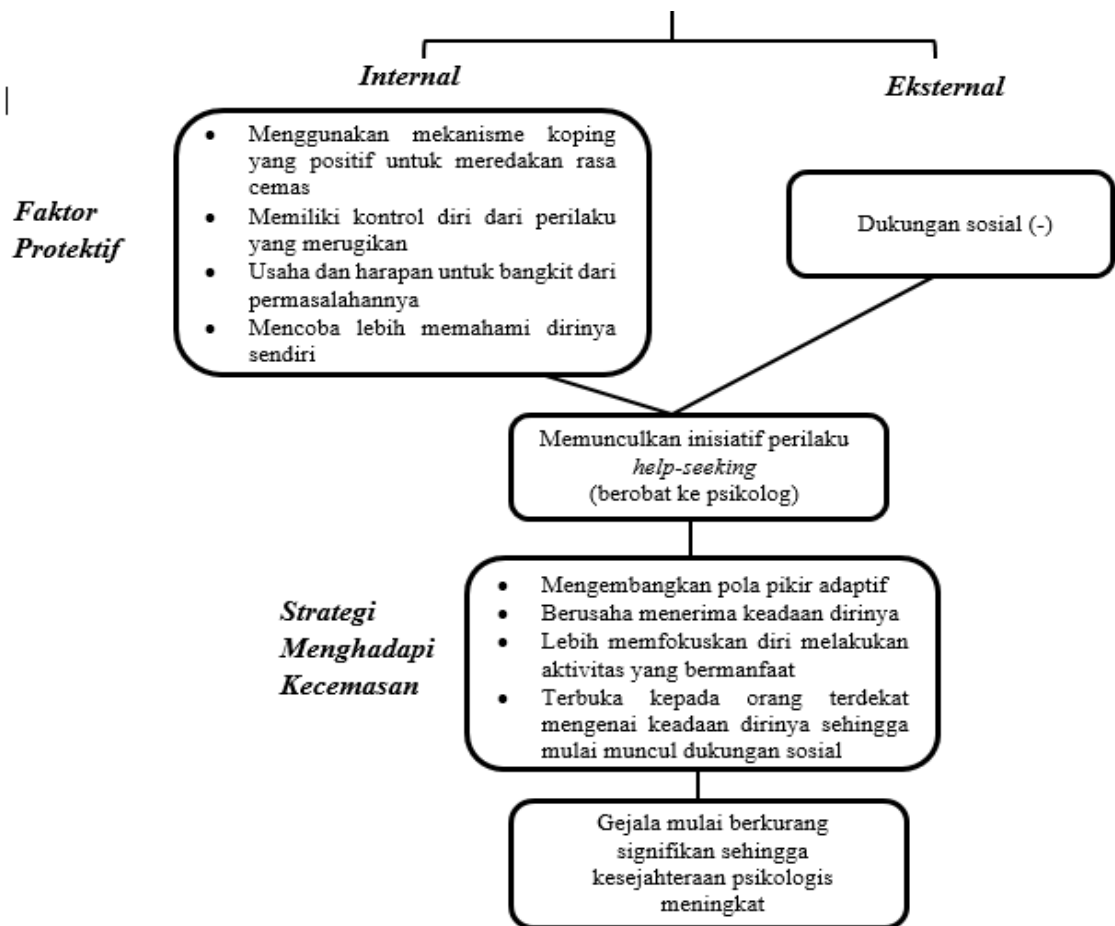 Internal
Eksternal
Faktor
Protektif
• Menggunakan mekanisme koping
yang positif untuk meredakan rasa
cemas
• Memiliki kontrol diri dari perilaku
yang merugikan
• Usaha dan harapan untuk bangkit dari
permasalahannya
• Mencoba lebih memahami dirinya
sendiri
Dukungan sosial (-)
Memunculkan inisiatif perilaku
help-seeking
(berobat ke psikolog)
Strategi
Menghadapi
Kecemasan
• Mengembangkan pola pikir adaptif
• Berusaha menerima keadaan dirinya
• Lebih memfokuskan diri melakukan
aktivitas yang bermanfaat
• Terbuka kepada orang terdekat
mengenai keadaan dirinya sehingga
mulai muncul dukungan sosial
Gejala mulai berkurang
signifikan sehingga
kesejahteraan psikologis
meningkat